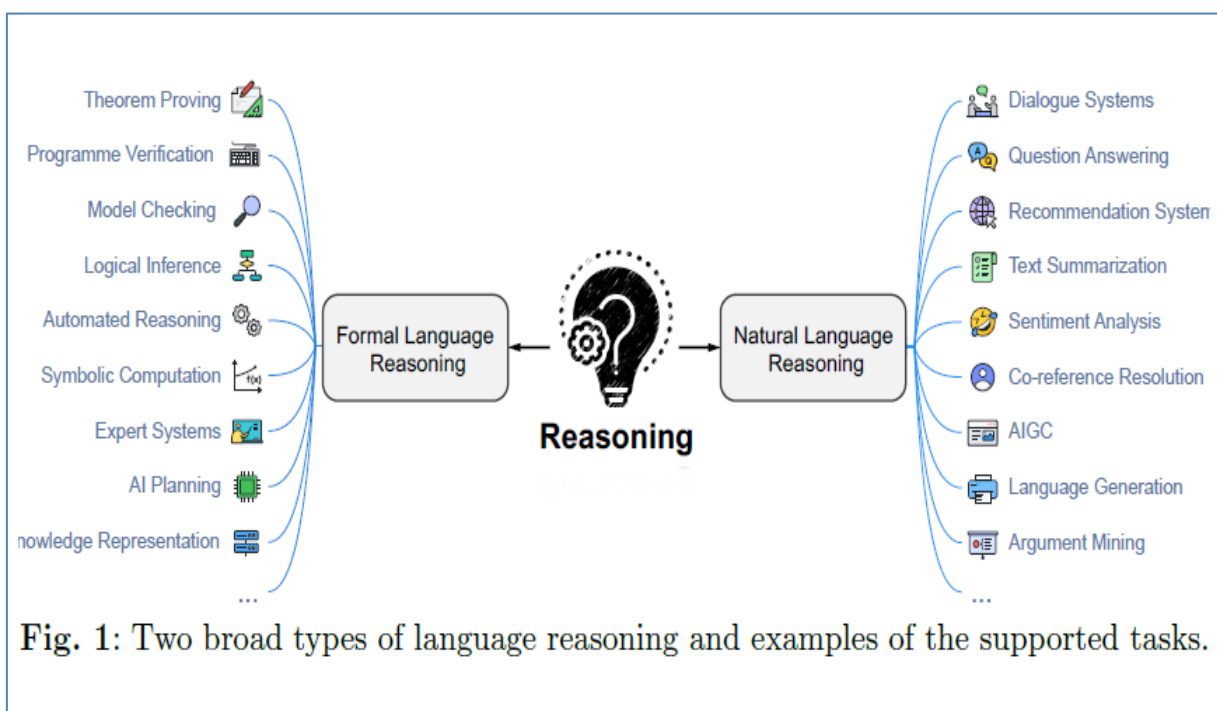 Theorem Proving
Programme Verification
Model Checking
Logical Inference
Automated Reasoning
Symbolic Computation
f(x)
Expert Systems
AI Planning
nowledge Representation
...
Formal Language
Reasoning
?
Reasoning
Natural Language
Reasoning
Dialogue Systems
A
Q
Question Answering
Recommendation System
Text Summarization
Sentiment Analysis
Co-reference Resolution
AIGC
Language Generation
Argument Mining
...
Fig. 1: Two broad types of language reasoning and examples of the supported tasks.